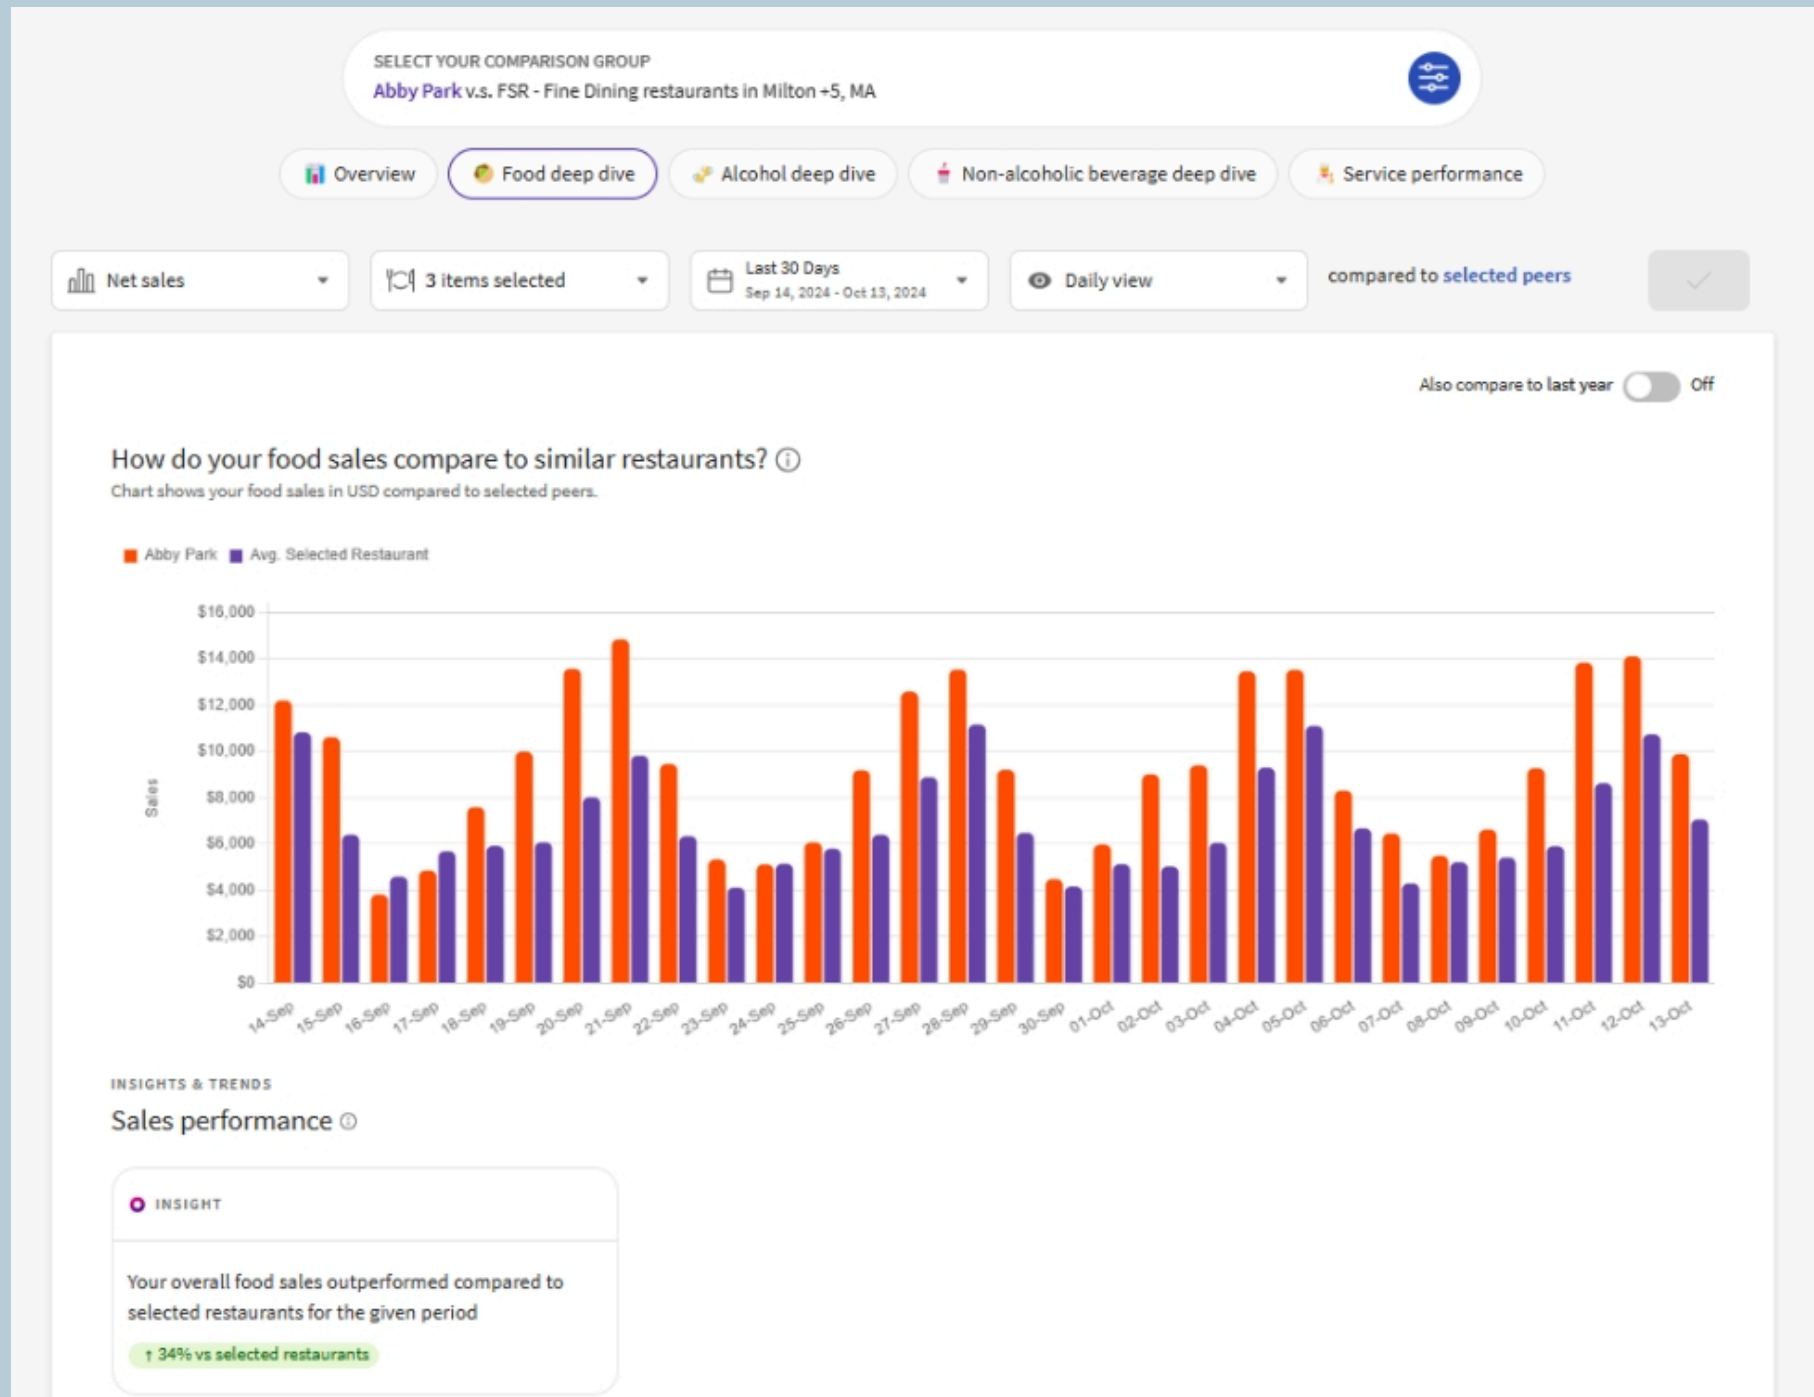 SELECT YOUR COMPARISON GROUP
Abby Park v.s. FSR - Fine Dining restaurants in Milton +5, MA
Overview
Food deep dive
Alcohol deep dive
Non-alcoholic beverage deep dive
Service performance
Net sales
3 items selected
Last 30 Days
Sep 14, 2024 - Oct 13, 2024
Daily view
compared to selected peers
Also compare to last year
Off
How do your food sales compare to similar restaurants?
Chart shows your food sales in USD compared to selected peers.
Abby Park
Avg. Selected Restaurant
$16,000
$14,000
$12,000
$10,000
$8,000
$6,000
$4,000
$2,000
$0
Sales
14-Sep
15-Sep
16-Sep
17-Sep
18-Sep
19-Sep
20-Sep
21-Sep
22-Sep
23-Sep
24-Sep
25-Sep
26-Sep
27-Sep
28-Sep
29-Sep
30-Sep
01-Oct
02-Oct
03-Oct
04-Oct
05-Oct
06-Oct
07-Oct
08-Oct
09-Oct
10-Oct
11-Oct
12-Oct
13-Oct
INSIGHTS & TRENDS
Sales performance
INSIGHT
Your overall food sales outperformed compared to
selected restaurants for the given period
↑ 34% vs selected restaurants